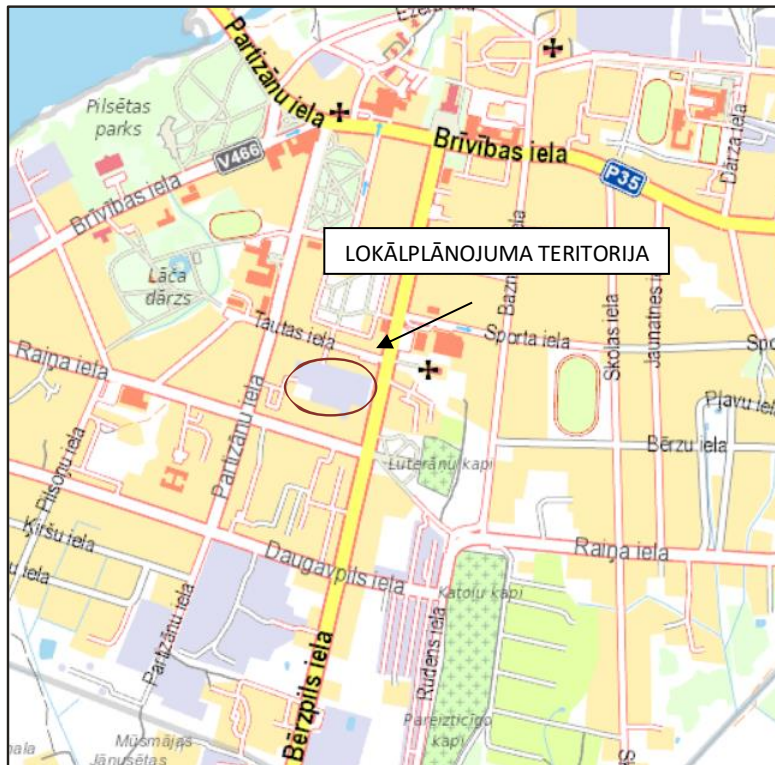 Ezera
Partizānu iela
Pilsētas
parks
V466
Brīvības iela
Brīvības iela
P35
Dārza iela
LOKĀLPLĀNOJUMA TERITORIJA
Lāča
dārzs
Tautas iela
Sporta iela
Skolas iela
Jaunatnes
Raiņa iela
Partizānu iela
Pļavu iela
Bērzu iela
Luterāņu kapi
Pilsoņu iela
Ķiršu iela
Daugavpils iela
Raiņa iela
Katoļu kapi
Partizānu iela
Rudens iela
Bērzpils iela
Pareizticīgo
kapi
Mūsmājas
Jāņusētas